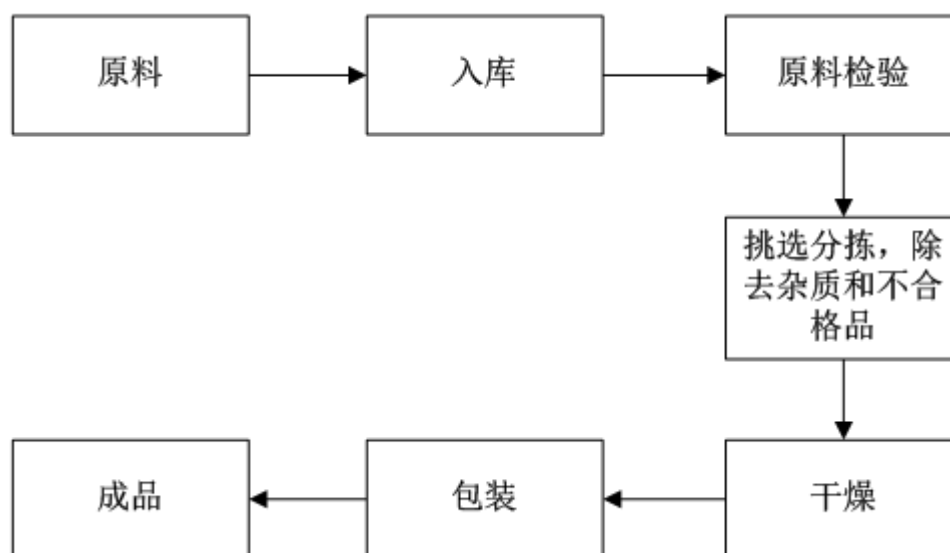 原料
入库
原料检验
挑选分拣，除
去杂质和不合
格品
成品
包装
干燥